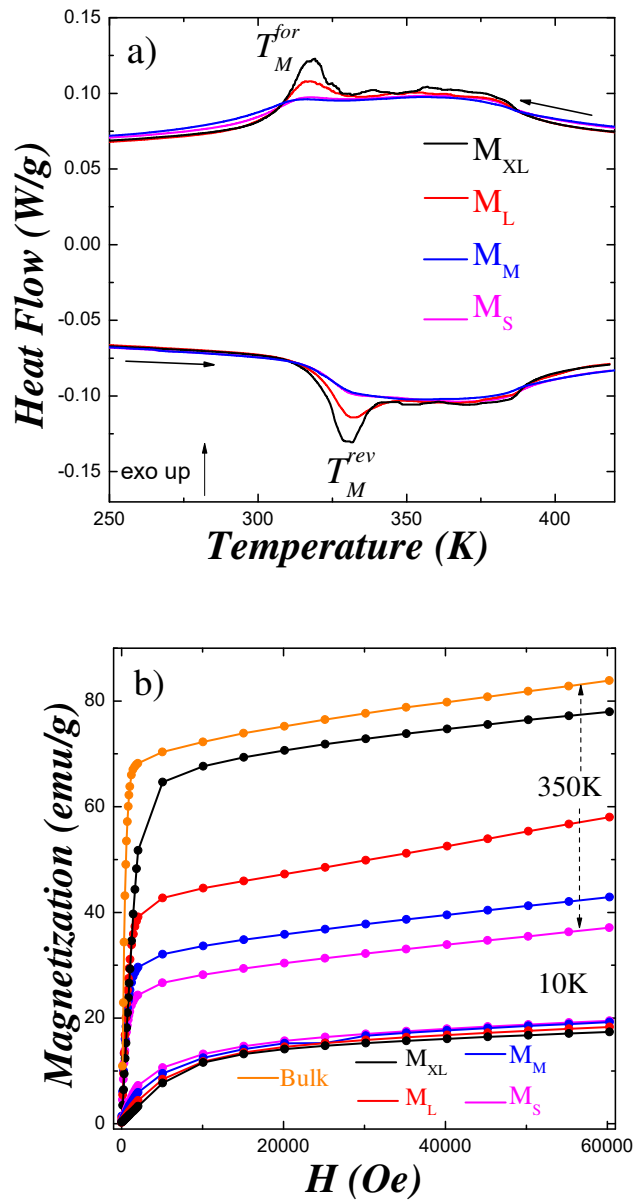 a)
T_M^for
0.15
0.10
0.05
0.00
-0.05
-0.10
-0.15
Heat Flow (W/g)
M_XL
M_L
M_M
M_S
exo up
T_M^rev
250
300
350
400
Temperature (K)
b)
80
60
40
20
0
Magnetization (emu/g)
350K
10K
Bulk
M_XL
M_M
M_L
M_S
0
20000
40000
60000
H (Oe)